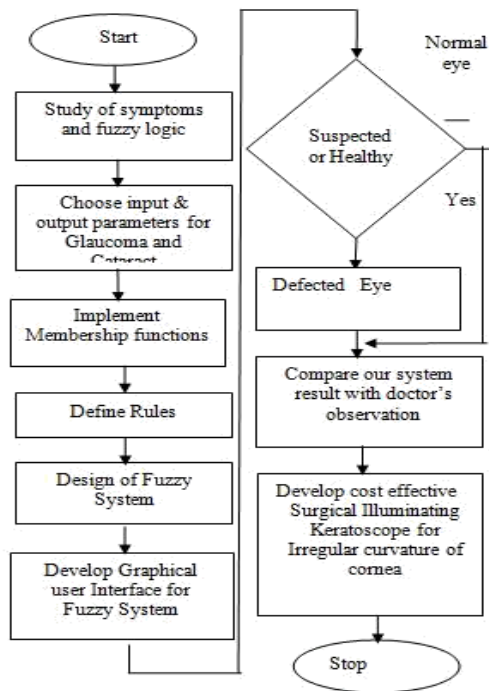 Start
Study of symptoms
and fuzzy logic
Choose input &
output parameters for
Glaucoma and
Cataract
Implement
Membership functions
Define Rules
Design of Fuzzy
System
Develop Graphical
user Interface for
Fuzzy System
Suspected
or Healthy
Normal
eye
Yes
Defected Eye
Compare our system
result with doctor's
observation
Develop cost effective
Surgical Illuminating
Keratoscope for
Irregular curvature of
cornea
Stop